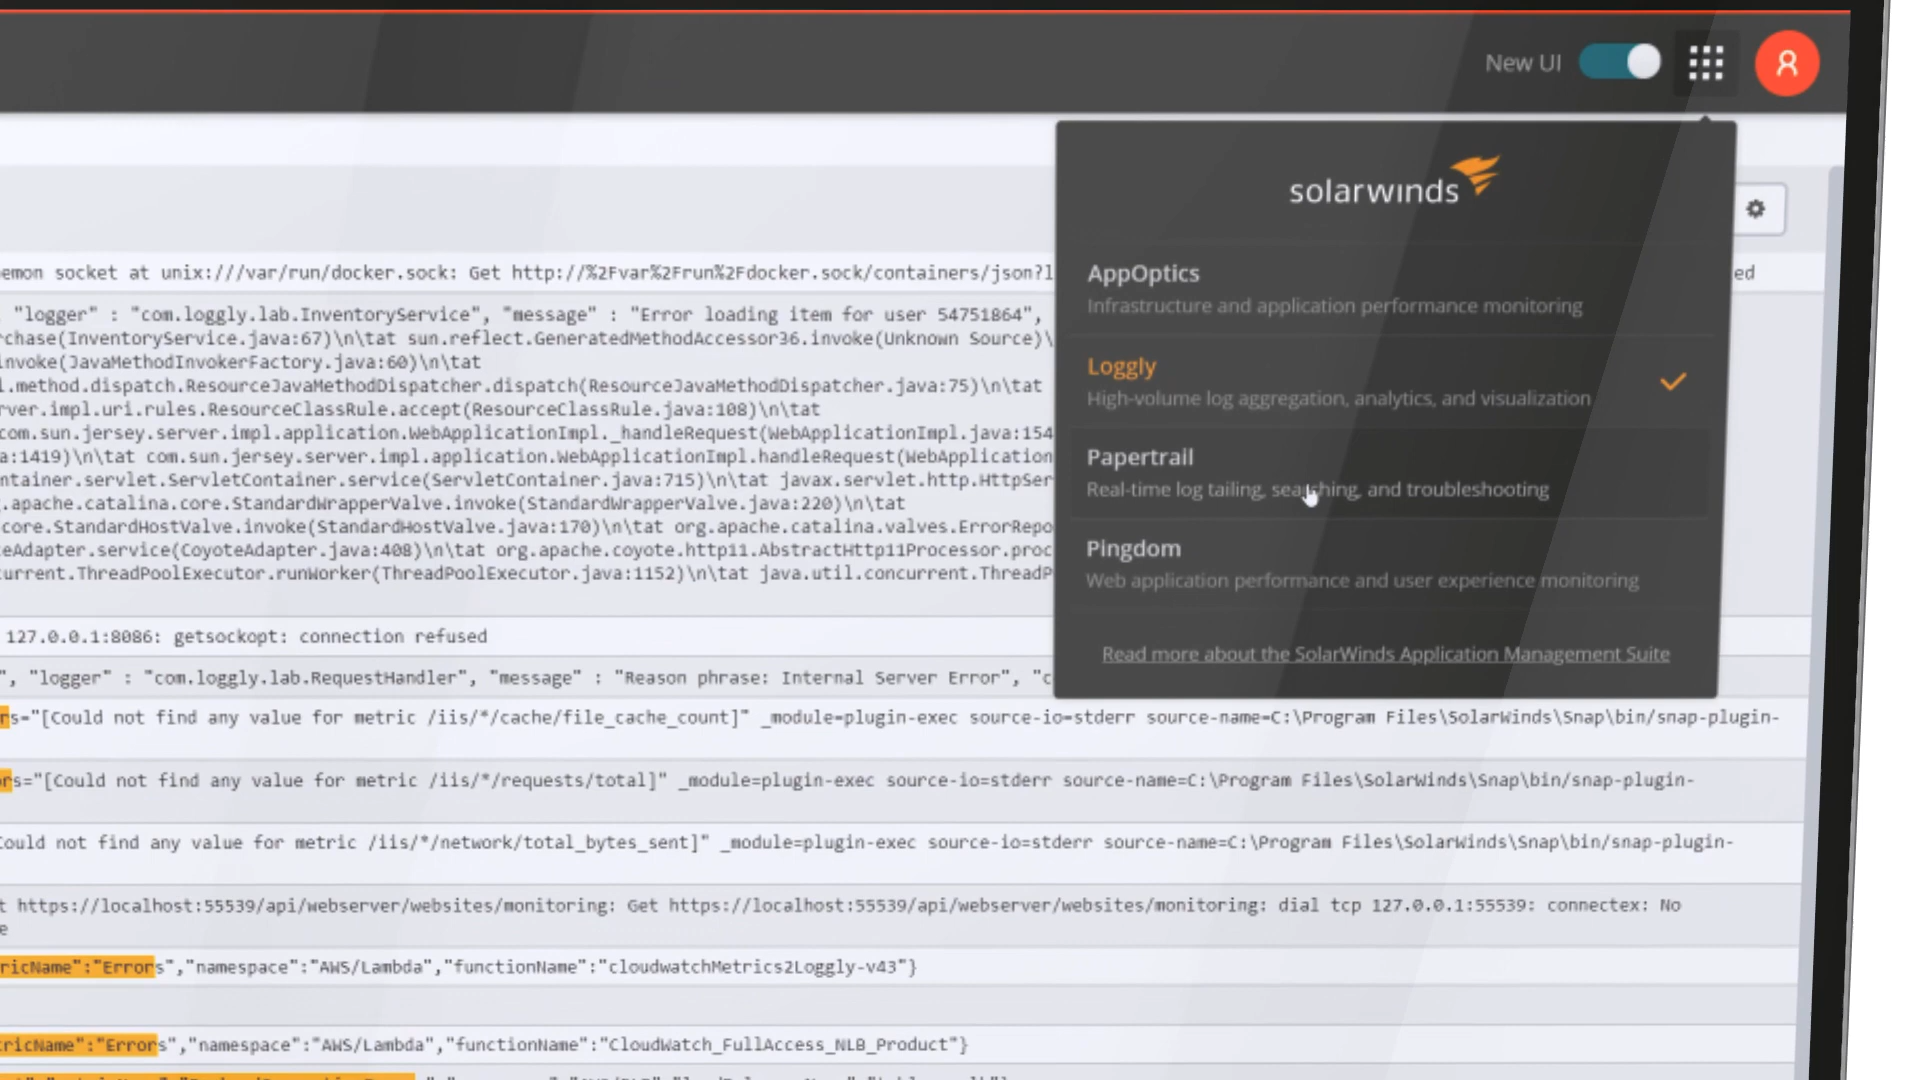 New UI
solarwinds
AppOptics
Infrastructure and application performance monitoring
Loggly
High-volume log aggregation, analytics, and visualization
Papertrail
Real-time log tailing, searching, and troubleshooting
Pingdom
Web application performance and user experience monitoring
Read more about the SolarWinds Application Management Suite
emon socket at unix:///var/run/docker.sock: Get http://%2Fvar%2Frun%2Fdocker.sock/containers/json?l ed
"logger" : "com.loggly.lab.InventoryService", "message" : "Error loading item for user 54751864",
rchase(InventoryService.java:67)\n\tat sun.reflect.GeneratedMethodAccessor36.invoke(Unknown Source)\
invoke(JavaMethodInvokerFactory.java:60)\n\tat
l.method.dispatch.ResourceJavaMethodDispatcher.dispatch(ResourceJavaMethodDispatcher.java:75)\n\tat
rver.impl.uri.rules.ResourceClassRule.accept(ResourceClassRule.java:108)\n\tat
com.sun.jersey.server.impl.application.WebApplicationImpl._handleRequest(WebApplicationImpl.java:154
a:1419)\n\tat com.sun.jersey.server.impl.application.WebApplicationImpl.handleRequest(WebApplication
ntainer.servlet.ServletContainer.service(ServletContainer.java:715)\n\tat javax.servlet.http.HttpSer
.apache.catalina.core.StandardWrapperValve.invoke(StandardWrapperValve.java:220)\n\tat
core.StandardHostValve.invoke(StandardHostValve.java:170)\n\tat org.apache.catalina.valves.ErrorRepo
eAdapter.service(CoyoteAdapter.java:408)\n\tat org.apache.coyote.http11.AbstractHttp11Processor.proc
current.ThreadPoolExecutor.runWorker(ThreadPoolExecutor.java:1152)\n\tat java.util.concurrent.ThreadP
127.0.0.1:8086: getsockopt: connection refused
", "logger" : "com.loggly.lab.RequestHandler", "message" : "Reason phrase: Internal Server Error", "c
rs="[Could not find any value for metric /iis/*/cache/file_cache_count]" _module=plugin-exec source-io=stderr source-name=C:\Program Files\SolarWinds\Snap\bin/snap-plugin-
rs="[Could not find any value for metric /iis/*/requests/total]" _module=plugin-exec source-io=stderr source-name=C:\Program Files\SolarWinds\Snap\bin/snap-plugin-
Could not find any value for metric /iis/*/network/total_bytes_sent]" _module=plugin-exec source-io=stderr source-name=C:\Program Files\SolarWinds\Snap\bin/snap-plugin-
t https://localhost:55539/api/webserver/websites/monitoring: Get https://localhost:55539/api/webserver/websites/monitoring: dial tcp 127.0.0.1:55539: connectex: No
e
ricName":"Errors","namespace":"AWS/Lambda","functionName":"cloudwatchMetrics2Loggly-v43"}
ricName":"Errors","namespace":"AWS/Lambda","functionName":"CloudWatch_FullAccess_NLB_Product"}